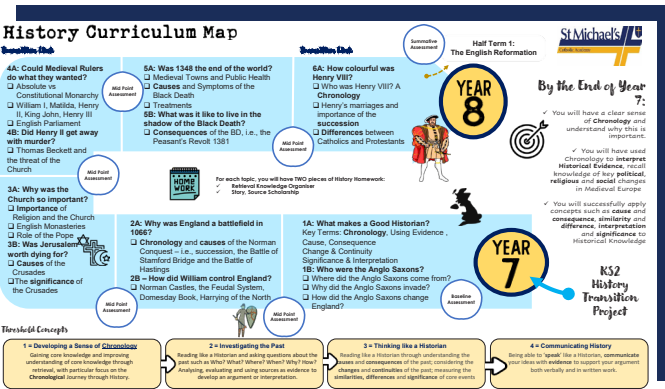 History Curriculum Map
St Michael's
Catholic Academy
Summative
Assessment
Half Term 1:
The English Reformation
YEAR
8
4A: Could Medieval Rulers
do what they wanted?
❑ Absolute vs
Constitutional Monarchy
❑ William I, Matilda, Henry
II, King John, Henry III
❑ English Parliament
4B: Did Henry II get away
with murder?
❑ Thomas Beckett and
the threat of the
Church
Mid Point
Assessment
5A: Was 1348 the end of the world?
❑ Medieval Towns and Public Health
❑ Causes and Symptoms of the
Black Death
❑ Treatments
5B: What was it like to live in the
shadow of the Black Death?
❑ Consequences of the BD, i.e., the
Peasant's Revolt 1381
Mid Point
Assessment
6A: How colourful was
Henry VIII?
❑ Who was Henry VIII? A
Chronology
❑ Henry's marriages and
importance of the
succession
❑ Differences between
Catholics and Protestants
By the End of Year
7:
✓ You will have a clear sense
of Chronology and
understand why this is
important.
✓ You will have used
Chronology to interpret
Historical Evidence, recall
knowledge of key political,
religious and social changes
in Medieval Europe
✓ You will successfully apply
concepts such as cause and
consequence, similarity and
difference, interpretation
and significance to
Historical Knowledge
Mid Point
Assessment
HOME
WORK
For each topic, you will have TWO pieces of History Homework:
✓ Retrieval Knowledge Organiser
✓ Story, Source Scholarship
3A: Why was the
Church so important?
❑ Importance of
Religion and the Church
❑ English Monasteries
❑ Role of the Pope
3B: Was Jerusalem
worth dying for?
❑ Causes of the
Crusades
❑ The significance of
the Crusades
Mid Point
Assessment
2A: Why was England a battlefield in
1066?
❑ Chronology and causes of the Norman
Conquest – i.e., succession, the Battle of
Stamford Bridge and the Battle of
Hastings
2B – How did William control England?
❑ Norman Castles, the Feudal System,
Domesday Book, Harrying of the North
Mid Point
Assessment
1A: What makes a Good Historian?
Key Terms: Chronology, Using Evidence ,
Cause, Consequence
Change & Continuity
Significance & Interpretation
1B: Who were the Anglo Saxons?
❑ Where did the Anglo Saxons come from?
❑ Why did the Anglo Saxons invade?
❑ How did the Anglo Saxons change
England?
Baseline
Assessment
YEAR
7
KS2
History
Transition
Project
Threshold Concepts
1 = Developing a Sense of Chronology
Gaining core knowledge and improving
understanding of core knowledge through
retrieval, with particular focus on the
Chronological Journey through History.
2 = Investigating the Past
Reading like a Historian and asking questions about the
past such as Who? What? Where? When? Why? How?
Analysing, evaluating and using sources as evidence to
develop an argument or interpretation.
3 = Thinking like a Historian
Reading like a Historian through understanding the
causes and consequences of the past; considering the
changes and continuities of the past; measuring the
similarities, differences and significance of core events
4 = Communicating History
Being able to 'speak' like a Historian, communicate
your ideas with evidence to support your argument
both verbally and in written work.